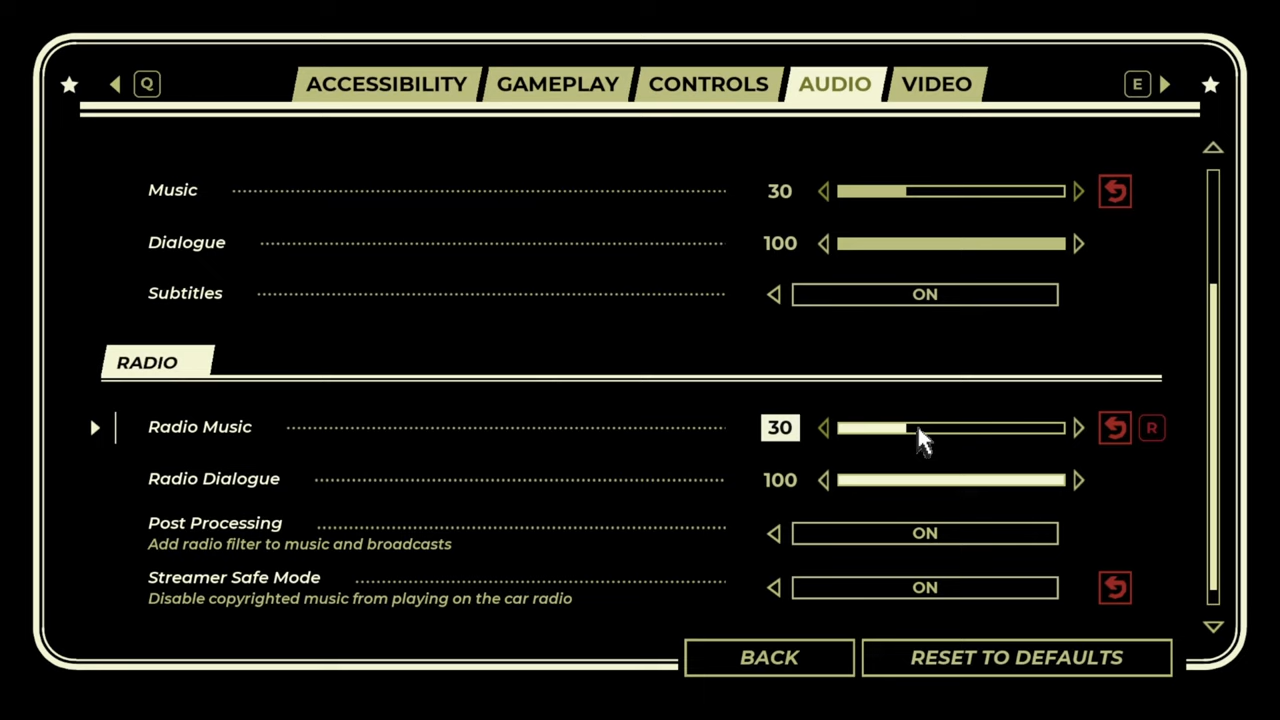 Q ACCESSIBILITY GAMEPLAY CONTROLS AUDIO VIDEO E
Music 30
Dialogue 100
Subtitles ON
RADIO
Radio Music 30 R
Radio Dialogue 100
Post Processing ON
Add radio filter to music and broadcasts
Streamer Safe Mode ON
Disable copyrighted music from playing on the car radio
BACK RESET TO DEFAULTS